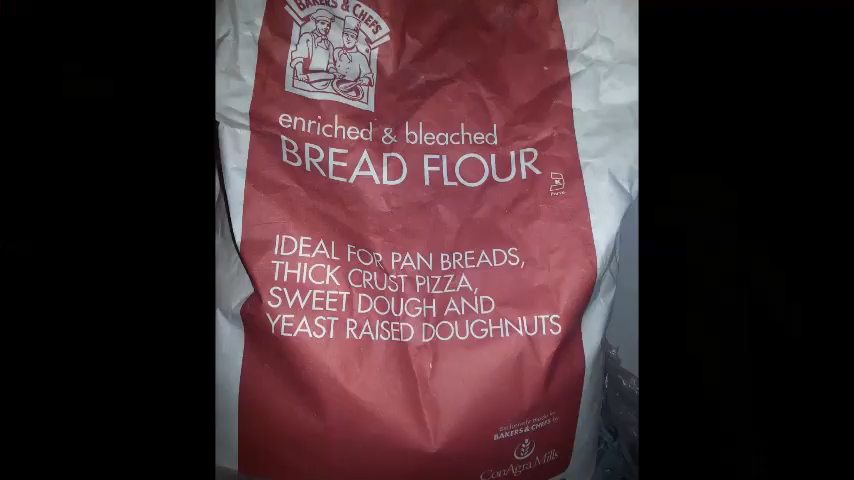 BAKERS & CHEFS
enriched & bleached
BREAD FLOUR
IDEAL FOR PAN BREADS,
THICK CRUST PIZZA,
SWEET DOUGH AND
YEAST RAISED DOUGHNUTS
BAKERS & CHEFS by
ConAgra Mills